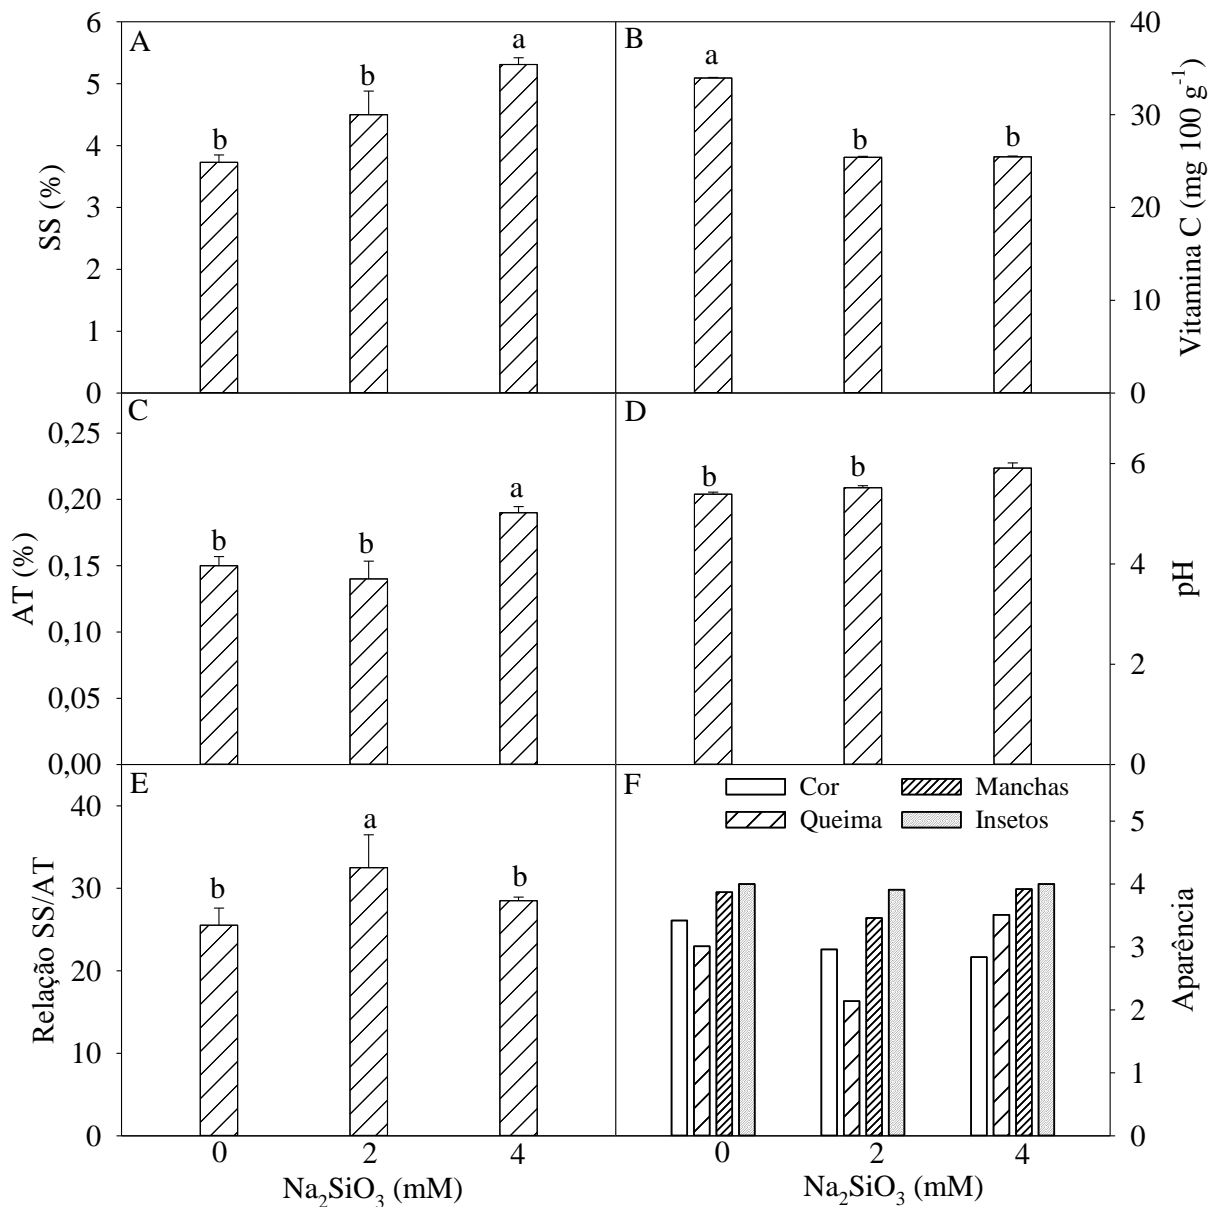 A
6
5
4
3
2
1
0
SS (%)
b
b
a
B
a
b
b
40
30
20
10
0
Vitamina C (mg 100 g⁻¹)
C
0,25
0,20
0,15
0,10
0,05
0,00
AT (%)
b
b
a
D
b
b
6
4
2
0
pH
E
40
30
20
10
0
Relação SS/AT
b
a
b
0 2 4
Na₂SiO₃ (mM)
F
Cor Manchas
Queima Insetos
5
4
3
2
1
0
Aparência
0 2 4
Na₂SiO₃ (mM)